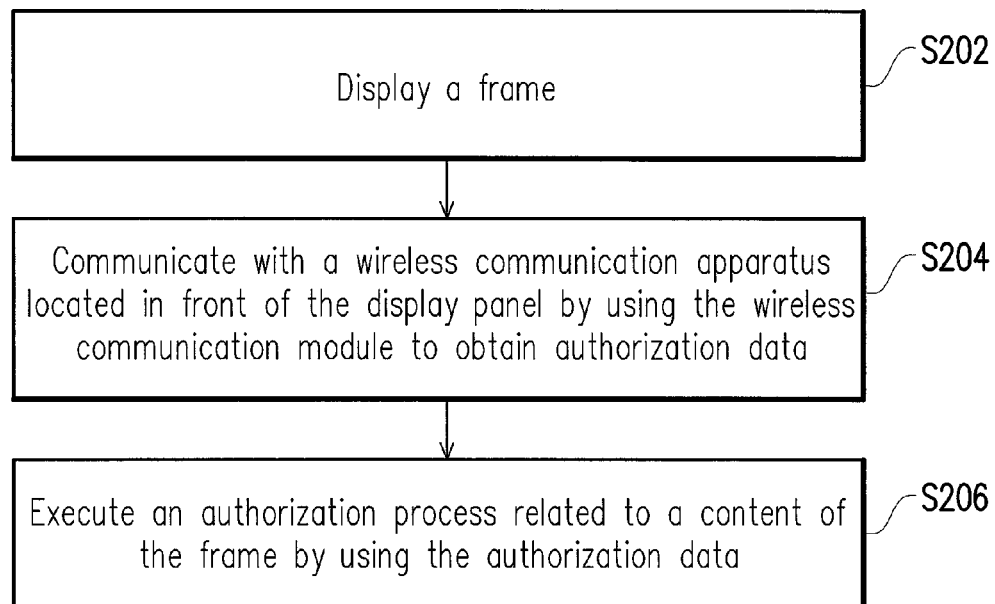 Display a frame
S202
Communicate with a wireless communication apparatus
located in front of the display panel by using the wireless
communication module to obtain authorization data
S204
Execute an authorization process related to a content of
the frame by using the authorization data
S206